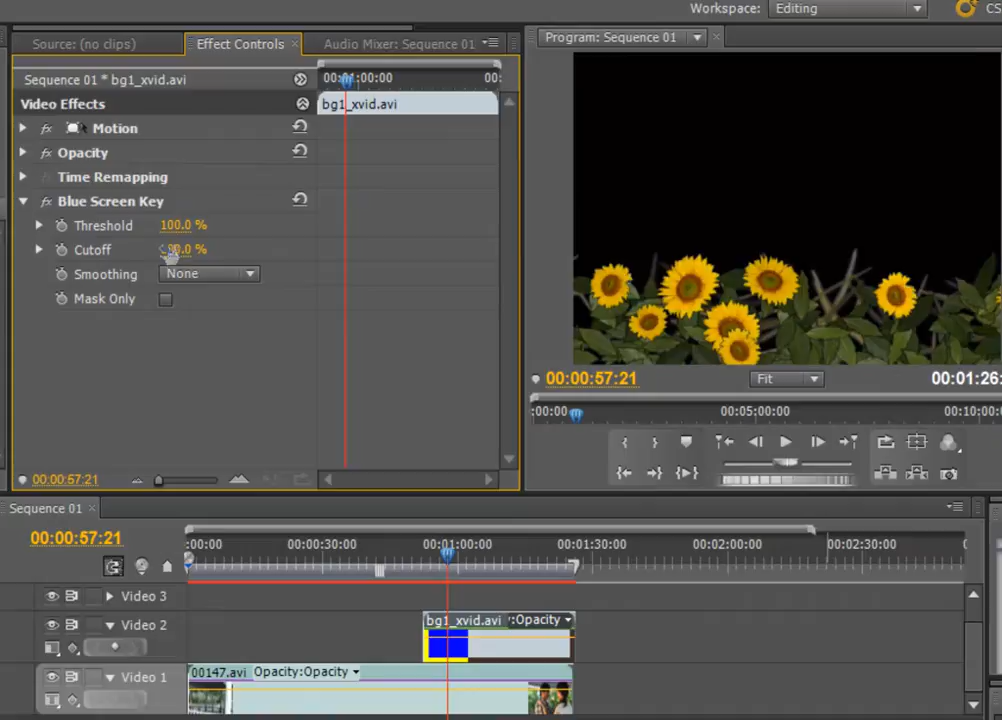 Workspace: Editing CS
Source: (no clips) Effect Controls × Audio Mixer: Sequence 01
Program: Sequence 01 ×
Sequence 01 * bg1_xvid.avi
00:01:00:00 00:
Video Effects
bg1_xvid.avi
fx Motion
fx Opacity
Time Remapping
fx Blue Screen Key
Threshold 100.0 %
Cutoff .0 %
Smoothing None
Mask Only
00:00:57:21 Fit 00:01:26:
:00:00 00:05:00:00 00:10:00:
00:00:57:21
Sequence 01 ×
00:00:57:21
:00:00 00:00:30:00 00:01:00:00 00:01:30:00 00:02:00:00 00:02:30:00
Video 3
Video 2
bg1_xvid.avi :Opacity
Video 1
00147.avi Opacity:Opacity